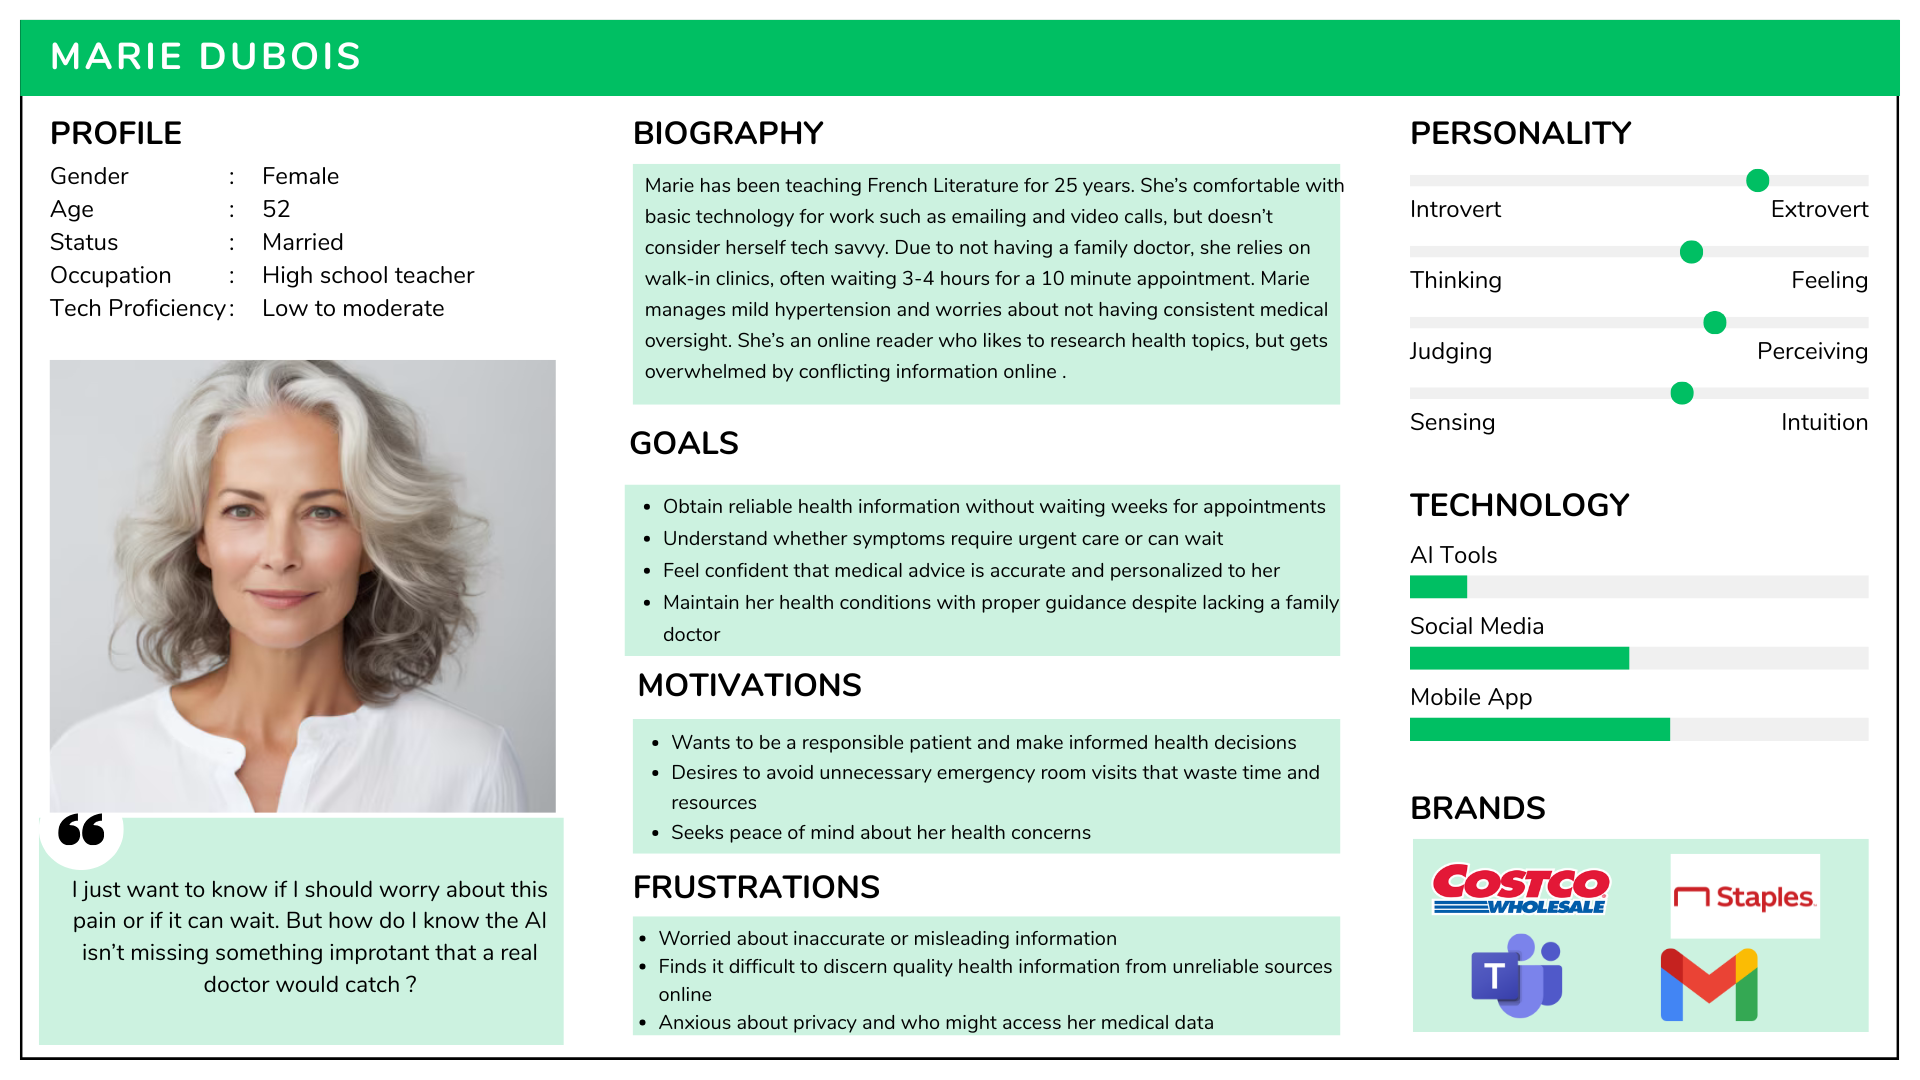 MARIE DUBOIS
PROFILE
Gender : Female
Age : 52
Status : Married
Occupation : High school teacher
Tech Proficiency : Low to moderate
I just want to know if I should worry about this
pain or if it can wait. But how do I know the AI
isn’t missing something improtant that a real
doctor would catch ?
BIOGRAPHY
Marie has been teaching French Literature for 25 years. She’s comfortable with
basic technology for work such as emailing and video calls, but doesn’t
consider herself tech savvy. Due to not having a family doctor, she relies on
walk-in clinics, often waiting 3-4 hours for a 10 minute appointment. Marie
manages mild hypertension and worries about not having consistent medical
oversight. She’s an online reader who likes to research health topics, but gets
overwhelmed by conflicting information online .
GOALS
• Obtain reliable health information without waiting weeks for appointments
• Understand whether symptoms require urgent care or can wait
• Feel confident that medical advice is accurate and personalized to her
• Maintain her health conditions with proper guidance despite lacking a family
doctor
MOTIVATIONS
• Wants to be a responsible patient and make informed health decisions
• Desires to avoid unnecessary emergency room visits that waste time and
resources
• Seeks peace of mind about her health concerns
FRUSTRATIONS
• Worried about inaccurate or misleading information
• Finds it difficult to discern quality health information from unreliable sources
online
• Anxious about privacy and who might access her medical data
PERSONALITY
Introvert Extrovert
Thinking Feeling
Judging Perceiving
Sensing Intuition
TECHNOLOGY
AI Tools
Social Media
Mobile App
BRANDS
COSTCO
WHOLESALE
Staples
T